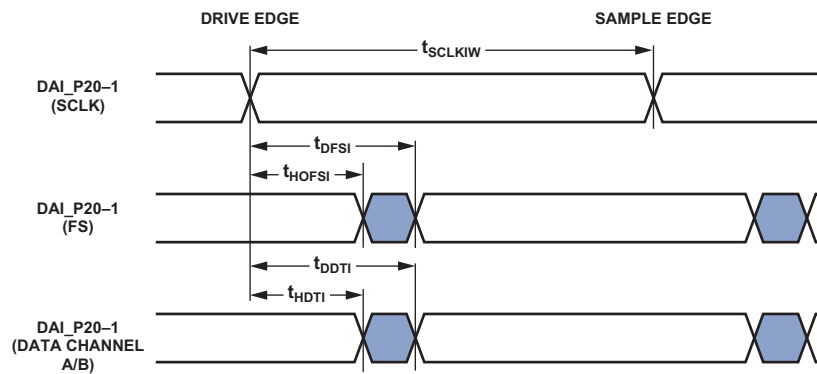 DRIVE EDGE SAMPLE EDGE
tSCLKIW
DAI_P20–1
(SCLK)
tDFSI
tHOFSI
DAI_P20–1
(FS)
tDDTI
tHDTI
DAI_P20–1
(DATA CHANNEL
A/B)